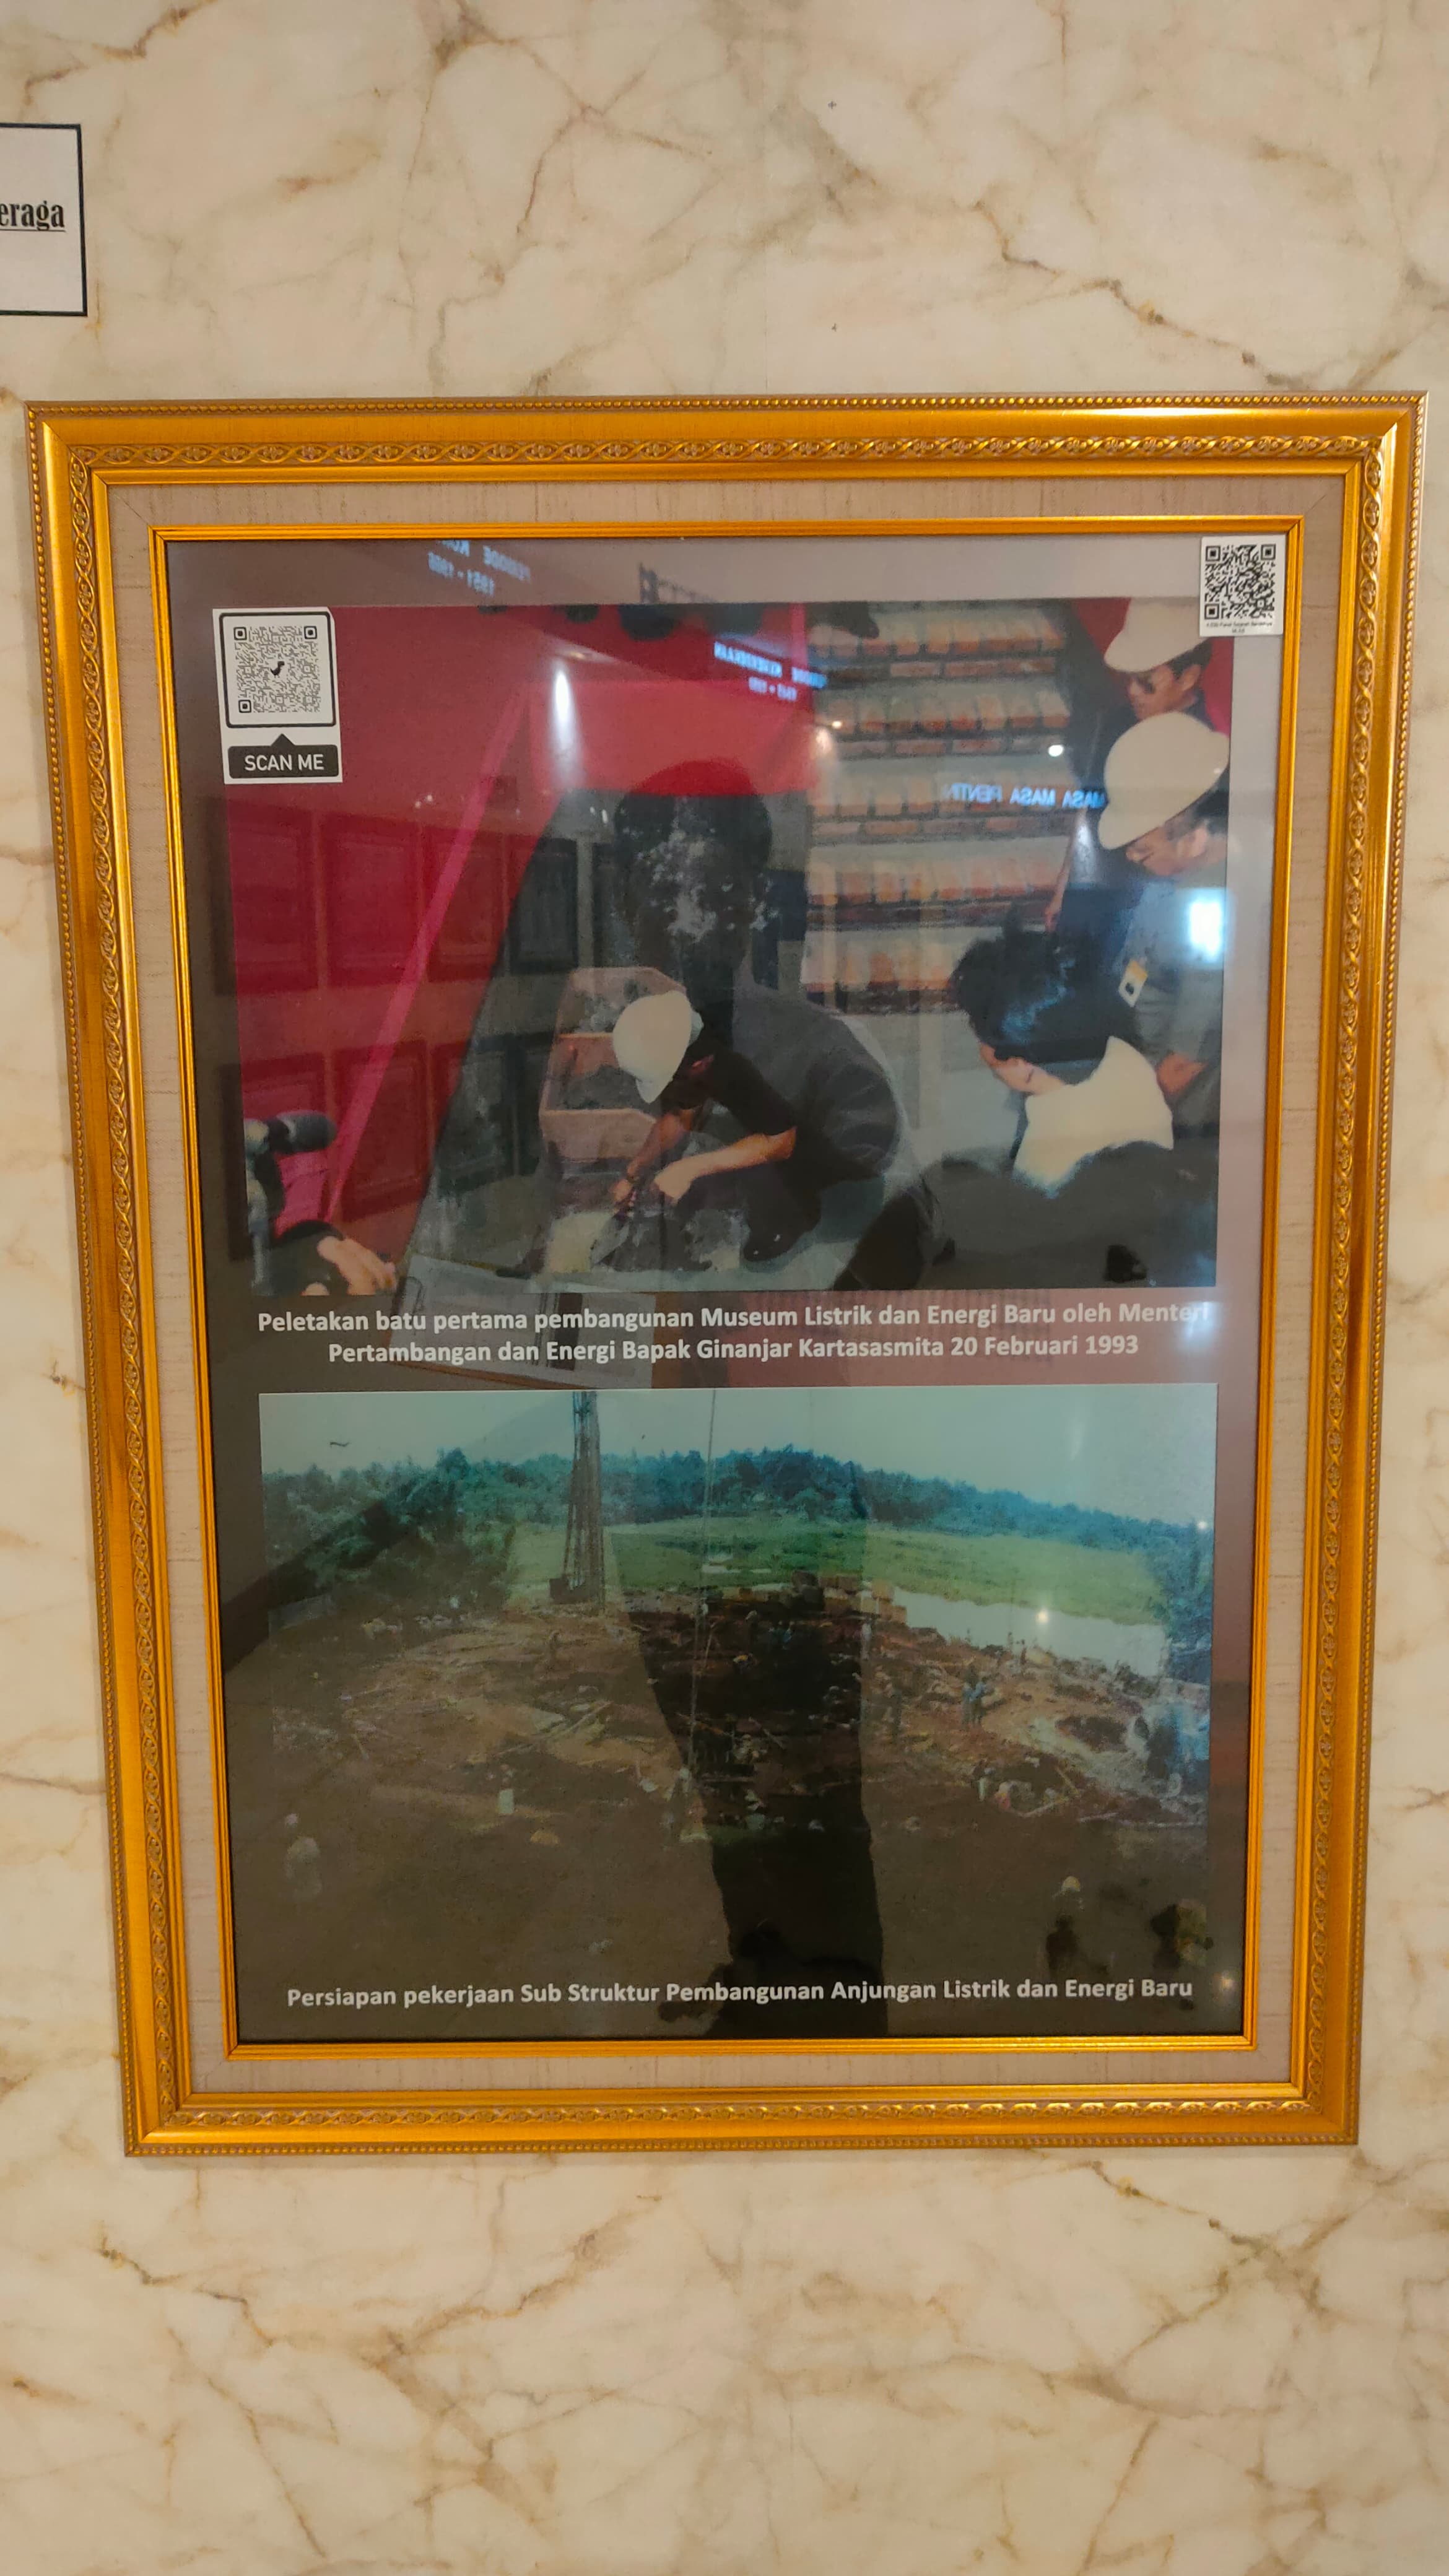 eraga
SCAN ME
Peletakan batu pertama pembangunan Museum Listrik dan Energi Baru oleh Menteri
Pertambangan dan Energi Bapak Ginanjar Kartasasmita 20 Februari 1993
Persiapan pekerjaan Sub Struktur Pembangunan Anjungan Listrik dan Energi Baru